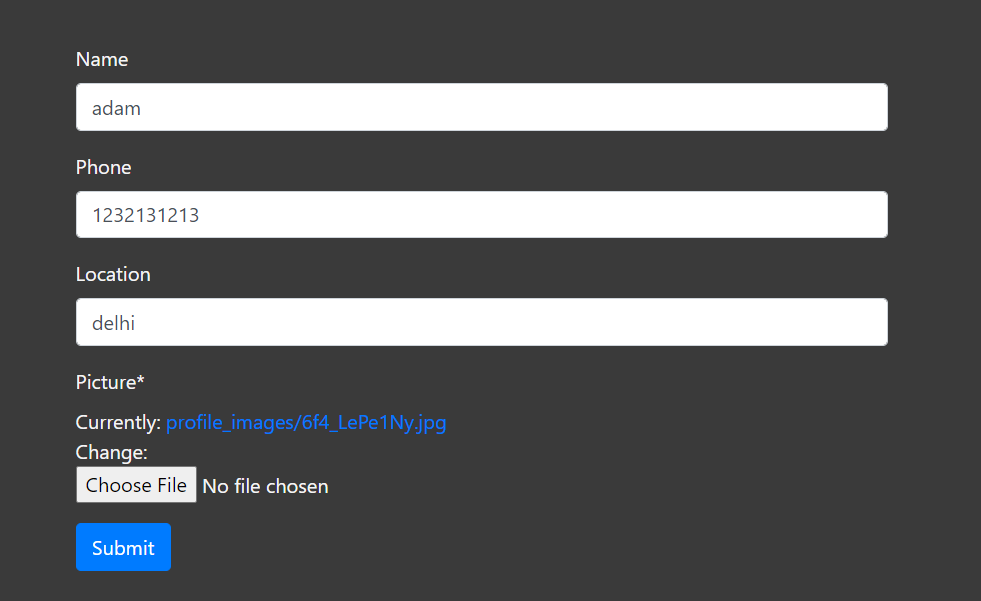 Name
adam
Phone
1232131213
Location
delhi
Picture*
Currently: profile_images/6f4_LePe1Ny.jpg
Change:
Choose File No file chosen
Submit